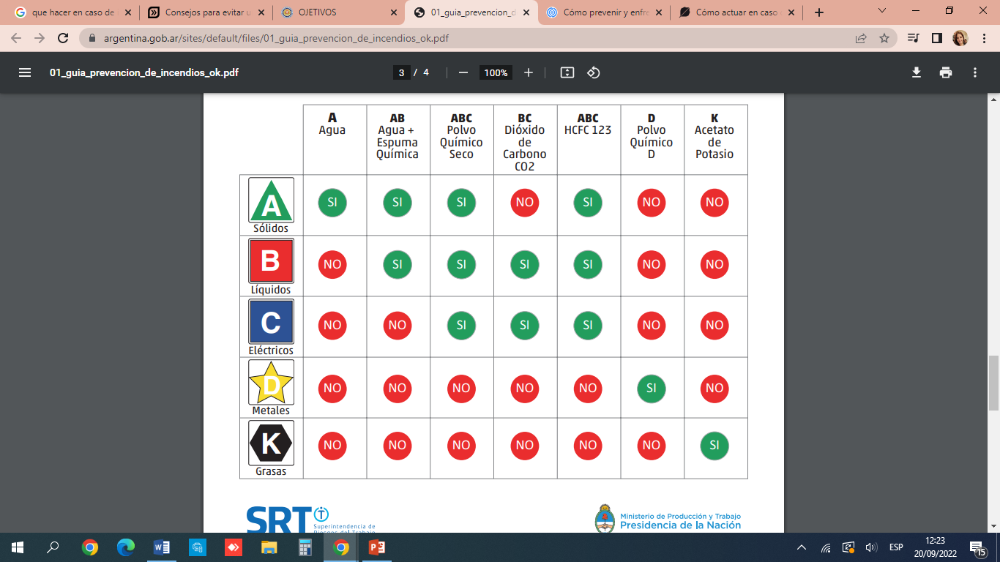 que hacer en caso de
Consejos para evitar u
OJETIVOS
01_guia_prevencion_d
Cómo prevenir y enfre
Cómo actuar en caso
argentina.gob.ar/sites/default/files/01_guia_prevencion_de_incendios_ok.pdf
01_guia_prevencion_de_incendios_ok.pdf
3 / 4
100%
A
Agua
AB
Agua +
Espuma
Química
ABC
Polvo
Químico
Seco
BC
Dióxido
de
Carbono
CO2
ABC
HCFC 123
D
Polvo
Químico
D
K
Acetato
de
Potasio
A
Sólidos
SI SI SI NO SI NO NO
B
Líquidos
NO SI SI SI SI NO NO
C
Eléctricos
NO NO SI SI SI NO NO
D
Metales
NO NO NO NO NO SI NO
K
Grasas
NO NO NO NO NO NO SI
SRT
Superintendencia de
Riesgos del Trabajo
Ministerio de Producción y Trabajo
Presidencia de la Nación
ESP
12:23
20/09/2022
15